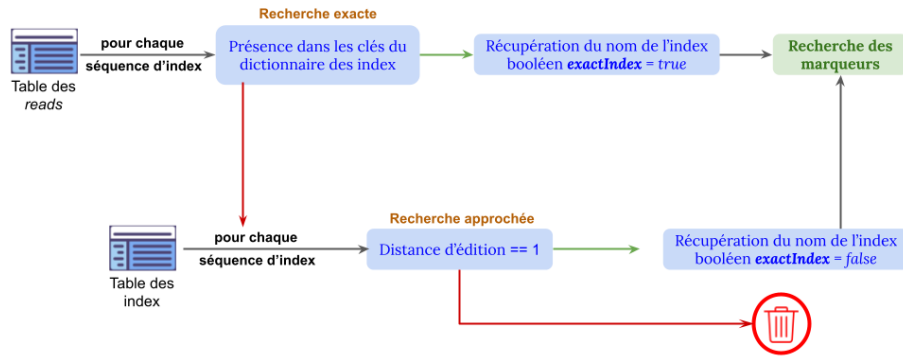 Recherche exacte
pour chaque
séquence d'index
Table des
reads
Présence dans les clés du
dictionnaire des index
Récupération du nom de l'index
booléen exactIndex = true
Recherche des
marqueurs
Recherche approchée
pour chaque
séquence d'index
Table des
index
Distance d'édition == 1
Récupération du nom de l'index
booléen exactIndex = false